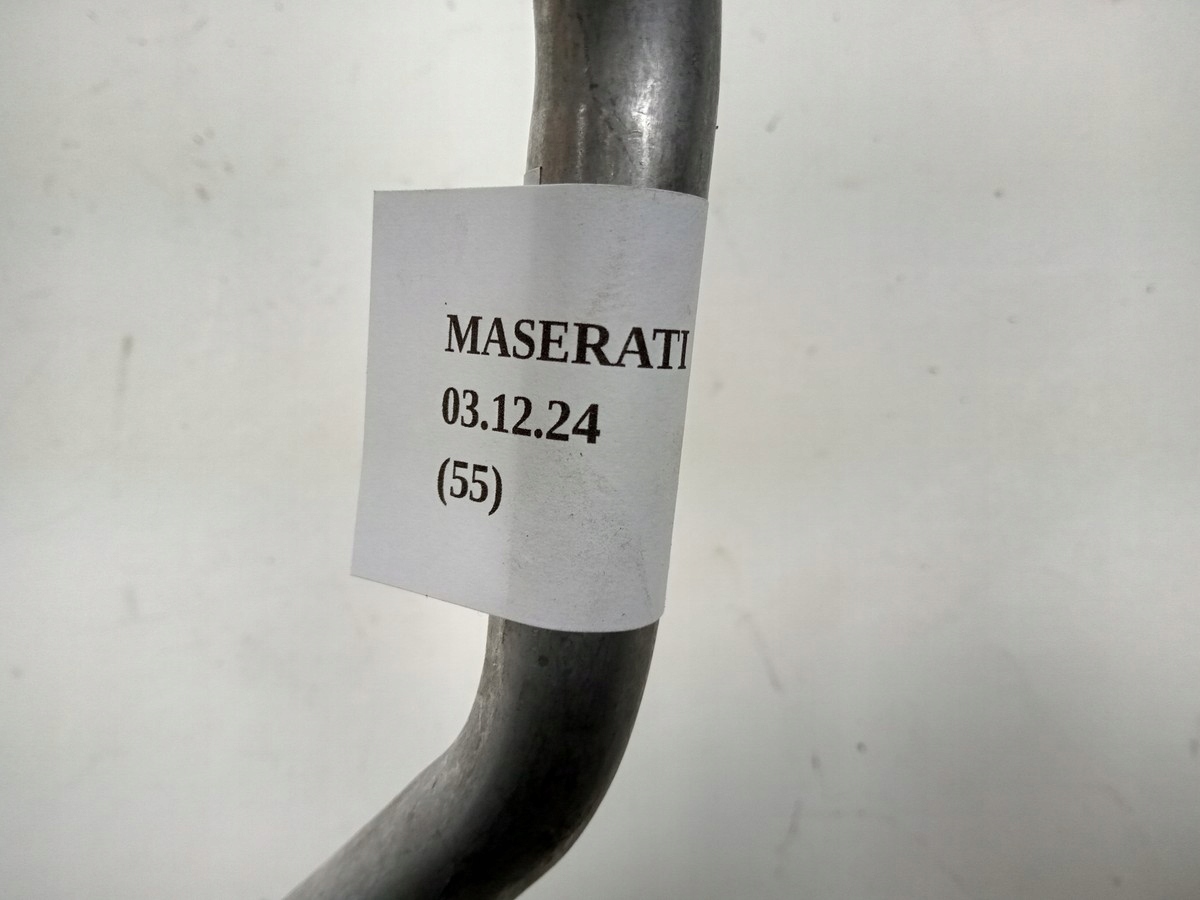 MASERATI
03.12.24
(55)